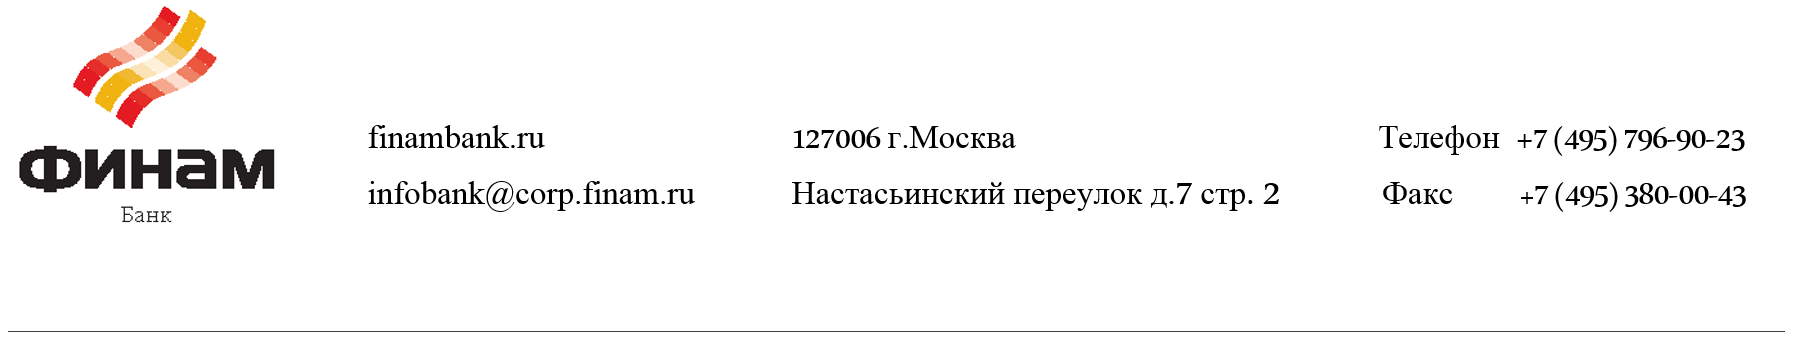 ФИНАМ
Банк
finambank.ru
infobank@corp.finam.ru
127006 г.Москва
Настасьинский переулок д.7 стр. 2
Телефон +7 (495) 796-90-23
Факс +7 (495) 380-00-43